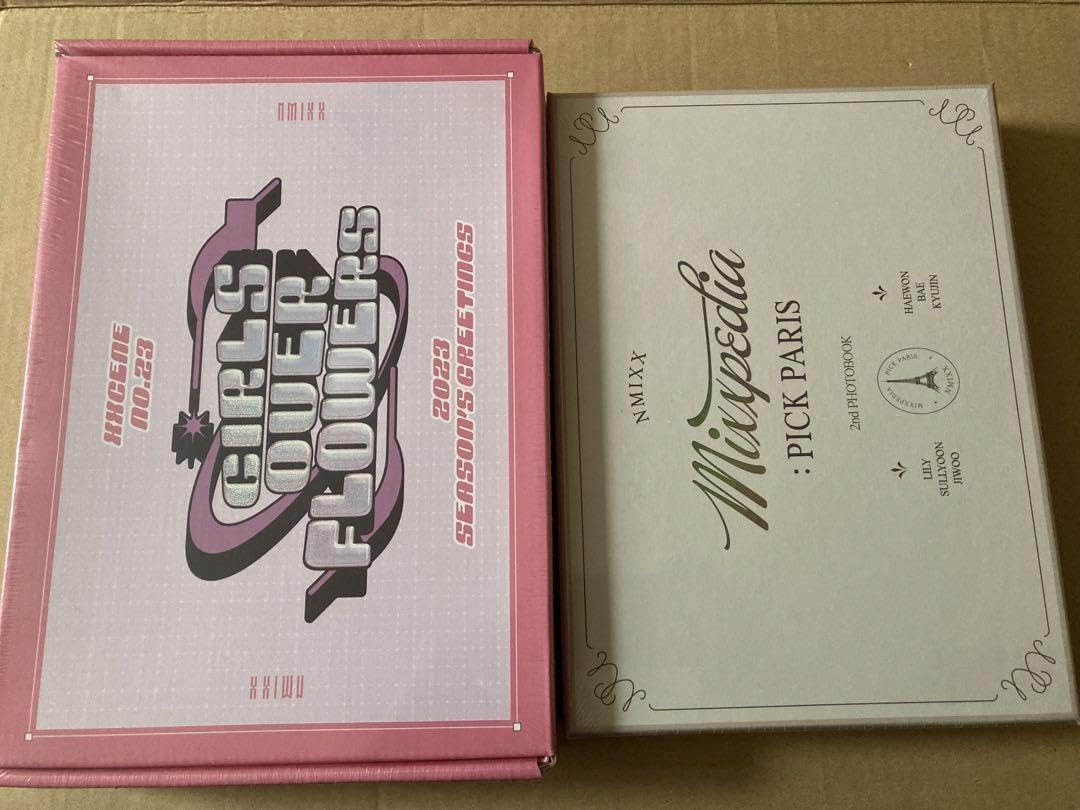 NMIXX
XXCENE
NO.23
GIRLS
OVER
FLOWERS
2023
SEASON'S GREETINGS
NMIXX
NMIXX
Mixxpedia
: PICK PARIS
2nd PHOTOBOOK
LILY
SULLYOON
JIWOO
MIXXPEDIA
PICK PARIS
HAEWON
BAE
KYUJIN